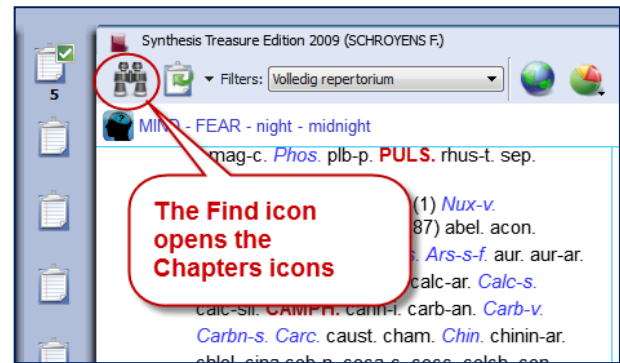 Synthesis Treasure Edition 2009 (SCHROYENS F.)
Filters: Volledig repertorium
5
MIND - FEAR - night - midnight
mag-c. Phos. plb-p. PULS. rhus-t. sep.
The Find icon
opens the
Chapters icons
(1) Nux-v.
87) abel. acon.
Ars-s-f. aur. aur-ar.
calc-ar. Calc-s.
calc-sil. CAMPH. cann-i. carb-an. Carb-v.
Carbn-s. Carc. caust. cham. Chin. chinin-ar.